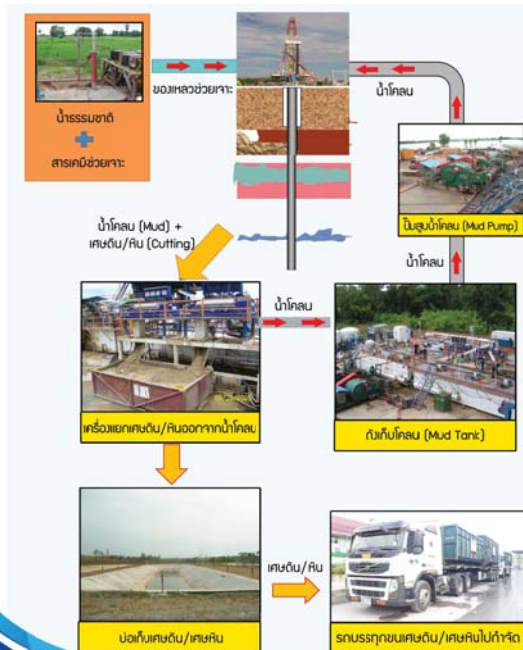 น้ำธรรมชาติ
+
สารเคมีช่วยเจาะ
ของเหลวช่วยเจาะ
น้ำโคลน
ปั๊มสูบน้ำโคลน (Mud Pump)
น้ำโคลน
น้ำโคลน (Mud) +
เศษดิน/หิน (Cutting)
น้ำโคลน
เครื่องแยกเศษดิน/หินออกจากน้ำโคลน
ถังเก็บโคลน (Mud Tank)
เศษดิน/หิน
บ่อเก็บเศษดิน/เศษหิน
รถบรรทุกขนเศษดิน/เศษหินไปกำจัด